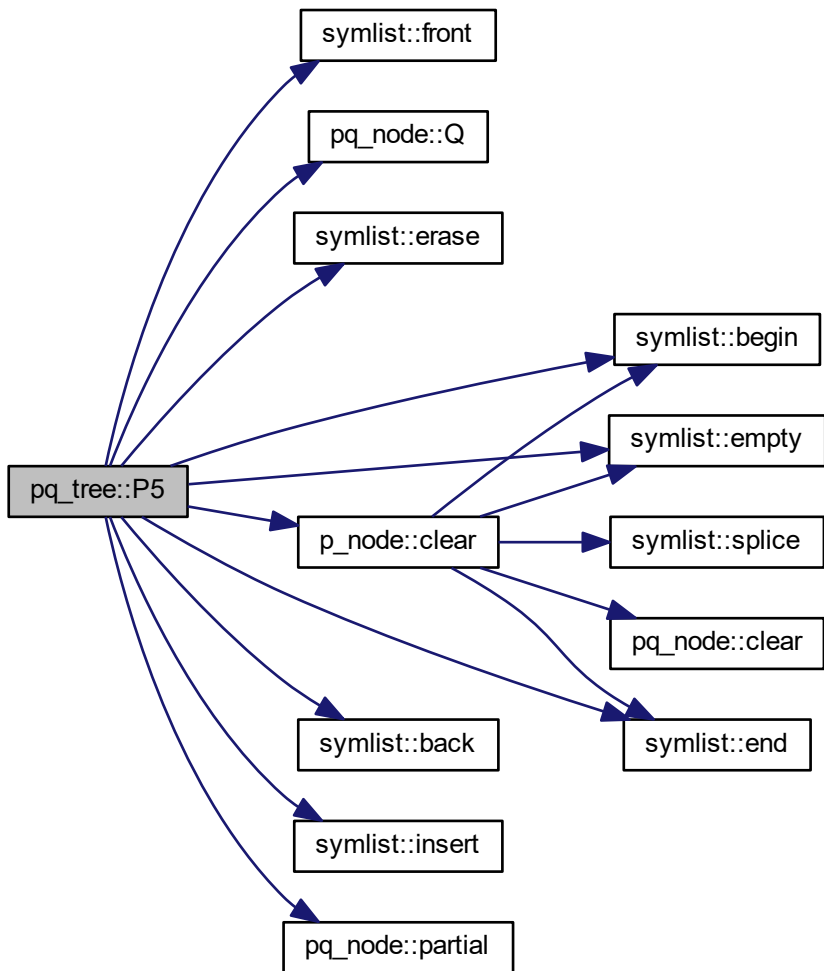 symlist::front
pq_node::Q
symlist::erase
symlist::begin
symlist::empty
pq_tree::P5
p_node::clear
symlist::splice
pq_node::clear
symlist::back
symlist::end
symlist::insert
pq_node::partial